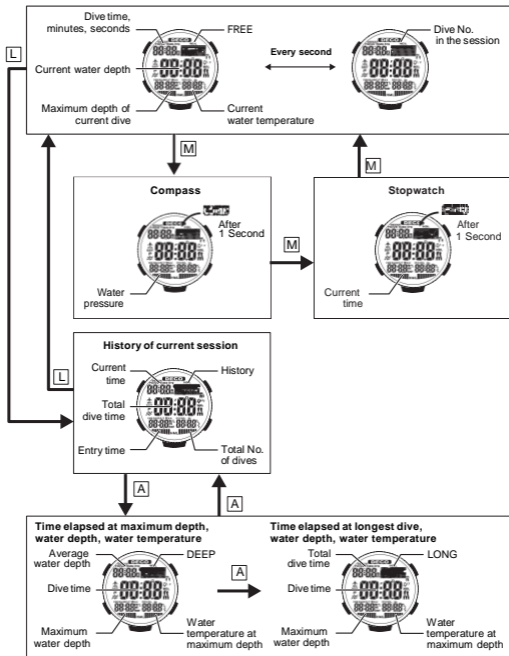 Dive time,
minutes, seconds
FREE
Current water depth
Maximum depth of
current dive
Current
water temperature
Every second
Dive No.
in the session
DECO
L
M
Compass
After
1 Second
Water
pressure
M
Stopwatch
After
1 Second
Current
time
M
History of current session
Current
time
History
Total
dive time
Entry time
Total No.
of dives
DECO
L
A
A
Time elapsed at maximum depth,
water depth, water temperature
Average
water depth
DEEP
Dive time
Maximum
water depth
Water
temperature at
maximum depth
DECO
A
Time elapsed at longest dive,
water depth, water temperature
Total
dive time
LONG
Dive time
Maximum
water depth
Water
temperature at
maximum depth
DECO